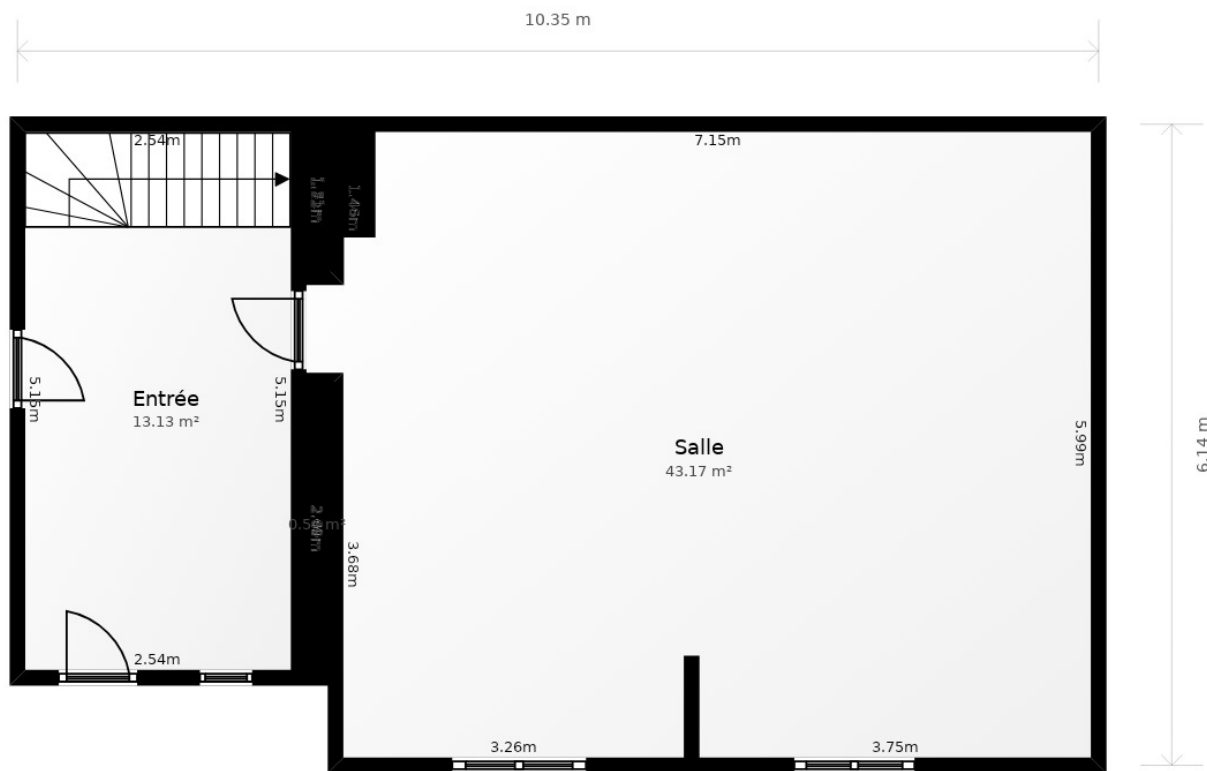 10.35 m
2.54m
7.15m
1.46m
5.15m
Entrée
13.13 m²
5.15m
Salle
43.17 m²
5.99m
6.14 m
3.68m
2.54m
3.26m
3.75m